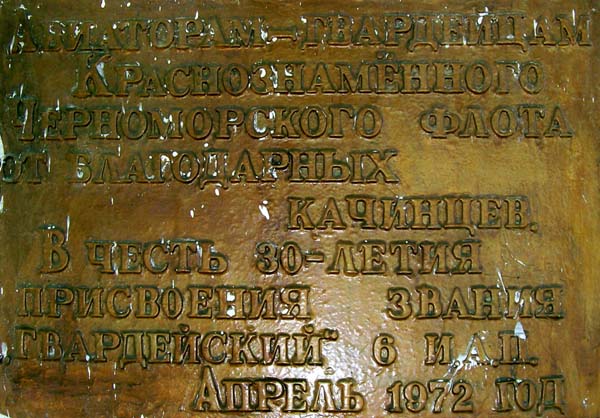 Авиаторам-гвардейцам
Краснознамённого
Черноморского флота
от благодарных
качинцев.
В честь 30-летия
присвоения звания
„Гвардейский" 6 И.А.П.
Апрель 1972 год